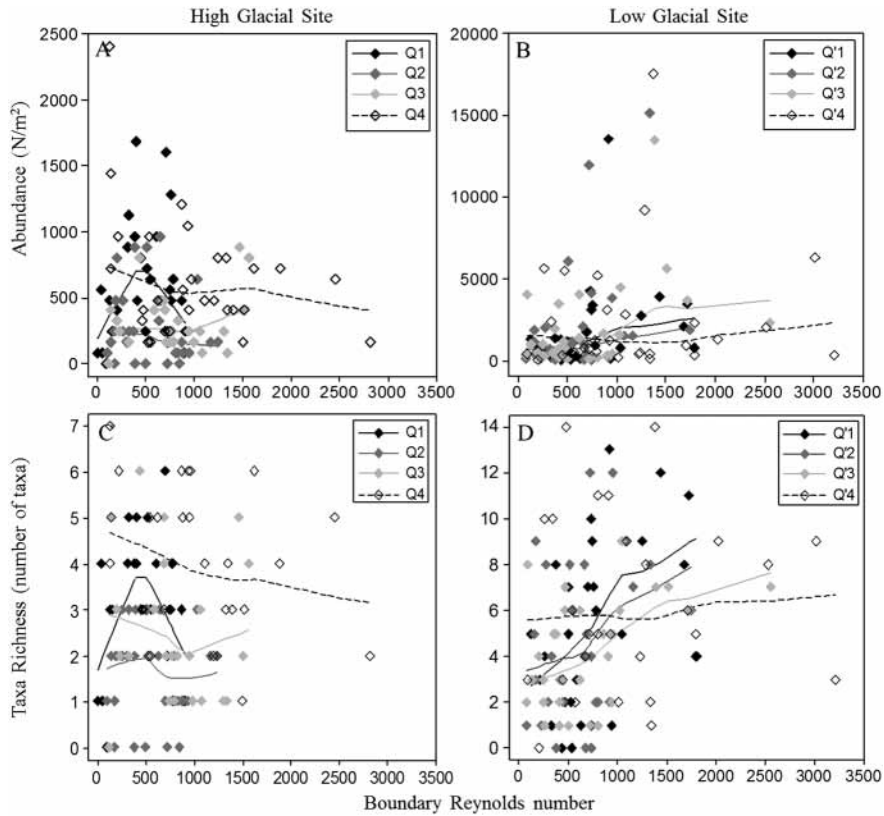 High Glacial Site Low Glacial Site
A
Q1
Q2
Q3
Q4
2500
2000
1500
1000
500
0
0 500 1000 1500 2000 2500 3000 3500
Abundance (N/m²)
B
Q'1
Q'2
Q'3
Q'4
20000
15000
10000
5000
0
0 500 1000 1500 2000 2500 3000 3500
C
Q1
Q2
Q3
Q4
7
6
5
4
3
2
1
0
0 500 1000 1500 2000 2500 3000 3500
Taxa Richness (number of taxa)
D
Q'1
Q'2
Q'3
Q'4
14
12
10
8
6
4
2
0
0 500 1000 1500 2000 2500 3000 3500
Boundary Reynolds number